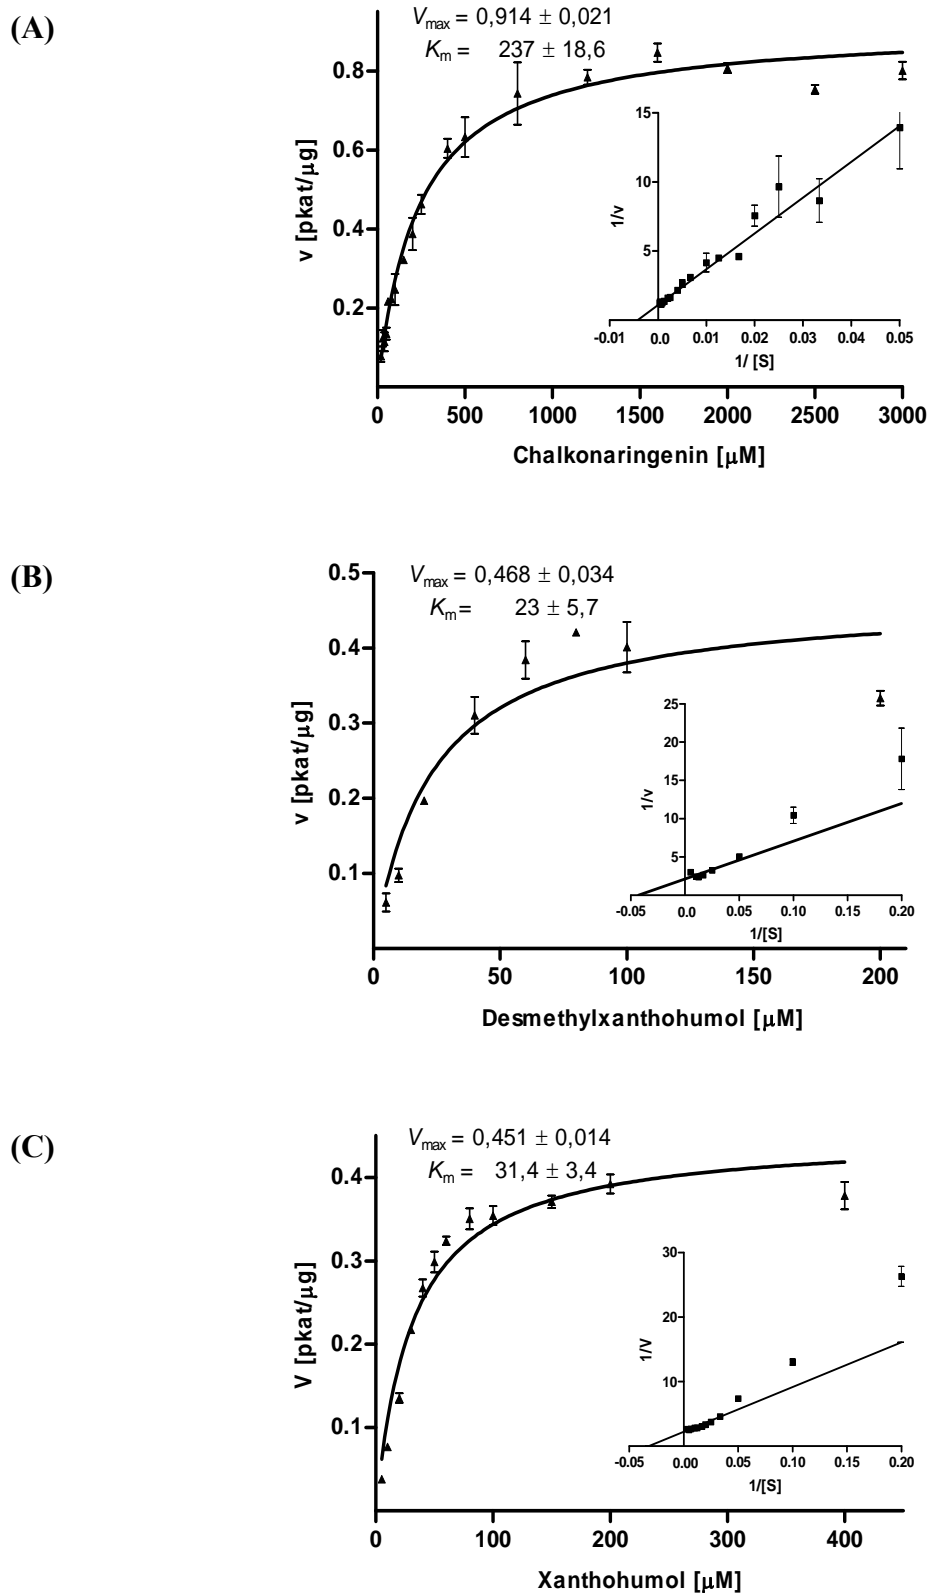 (A)
Vmax = 0,914 ± 0,021
Km = 237 ± 18,6
v [pkat/µg]
0.8
0.6
0.4
0.2
0 500 1000 1500 2000 2500 3000
Chalkonaringenin [µM]
1/v
15
10
5
-0.01 0.00 0.01 0.02 0.03 0.04 0.05
1/ [S]
(B)
Vmax = 0,468 ± 0,034
Km = 23 ± 5,7
v [pkat/µg]
0.5
0.4
0.3
0.2
0.1
0 50 100 150 200
Desmethylxanthohumol [µM]
1/v
25
20
15
10
5
-0.05 0.0 0.05 0.10 0.15 0.20
1/[S]
(C)
Vmax = 0,451 ± 0,014
Km = 31,4 ± 3,4
V [pkat/µg]
0.4
0.3
0.2
0.1
0 100 200 300 400
Xanthohumol [µM]
1/V
30
20
10
-0.05 0.00 0.05 0.10 0.15 0.20
1/[S]